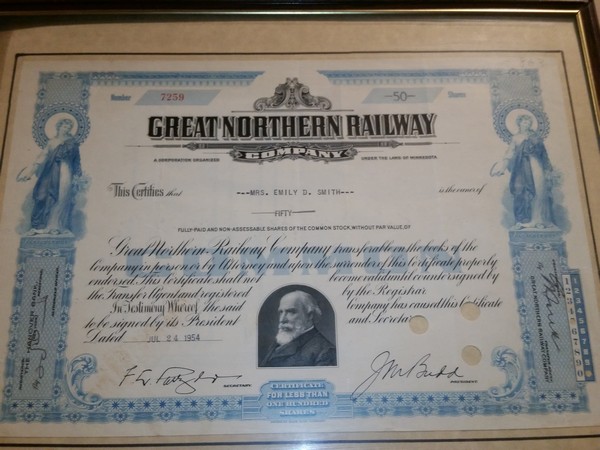 Number 7259 —50— Shares
GREAT NORTHERN RAILWAY
COMPANY
A CORPORATION ORGANIZED UNDER THE LAWS OF MINNESOTA
This Certifies that ---MRS. EMILY D. SMITH--- is the owner of
FIFTY
FULLY-PAID AND NON-ASSESSABLE SHARES OF THE COMMON STOCK, WITHOUT PAR VALUE, OF
Great Northern Railway Company transferable on the books of the
Company in person or by Attorney and upon the surrender of this Certificate properly
endorsed. This Certificate shall not become valid until countersigned by
the Transfer Agent and registered by the Registrar.
In Testimony Whereof, the said Company has caused this Certificate
to be signed by its President and Secretary
Dated JUL 24 1954
SECRETARY PRESIDENT
CERTIFICATE
FOR LESS THAN
ONE HUNDRED
SHARES